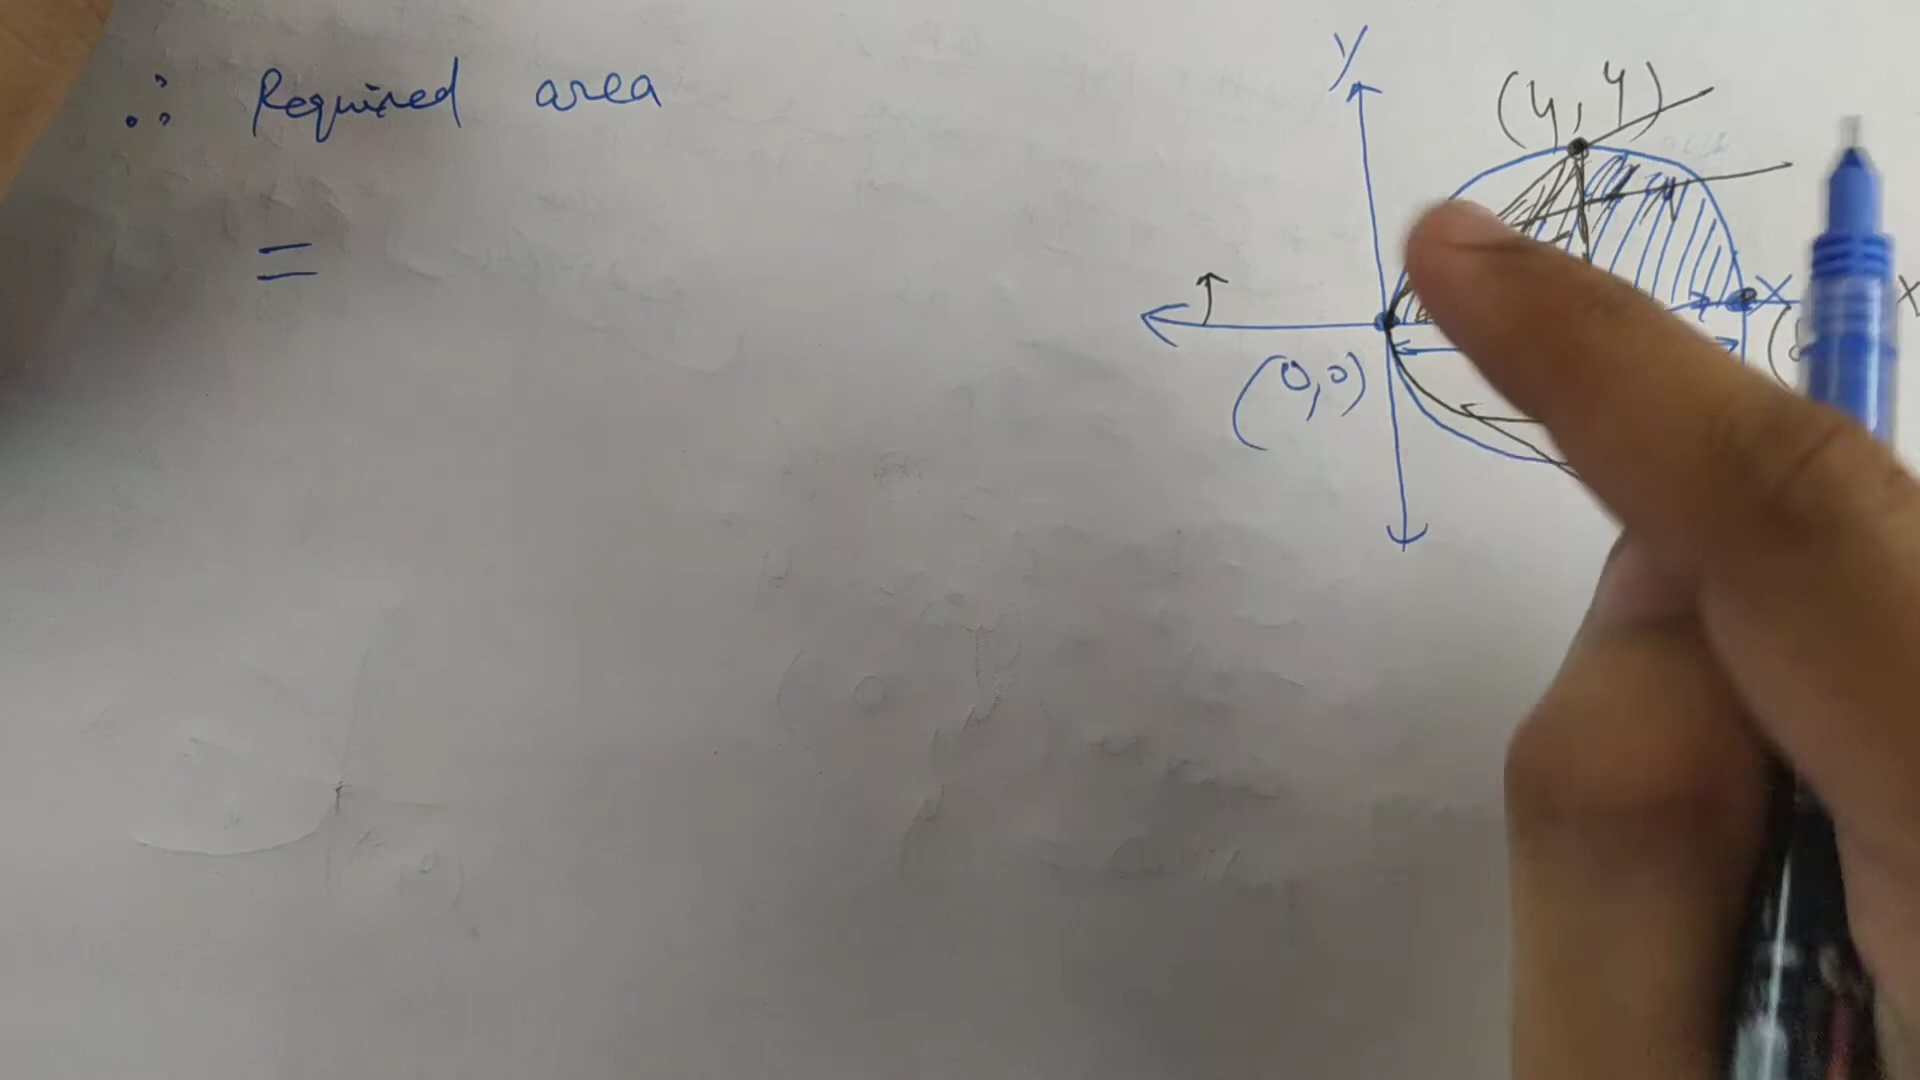 ∴ Required area
=
Y
(4,4)
X
X
(0,0)